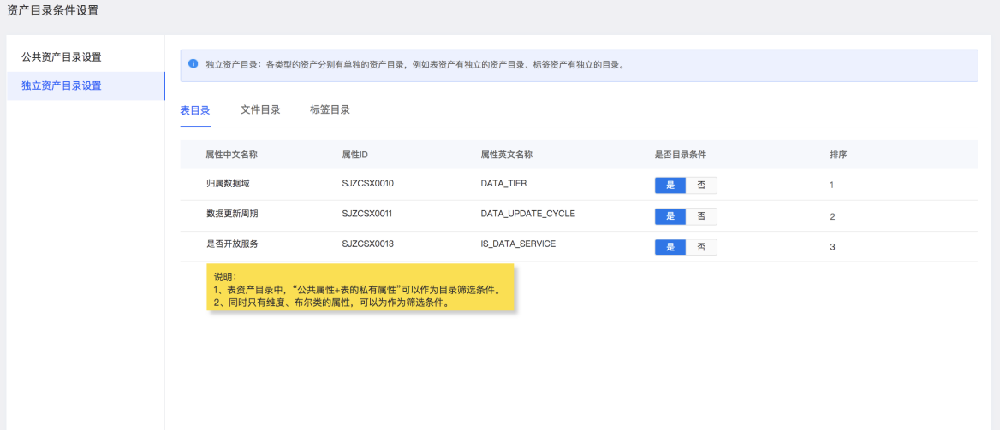 资产目录条件设置
公共资产目录设置
独立资产目录设置
独立资产目录：各类型的资产分别有单独的资产目录，例如表资产有独立的资产目录、标签资产有独立的目录。
表目录 文件目录 标签目录
属性中文名称 属性ID 属性英文名称 是否目录条件 排序
归属数据域 SJZCSX0010 DATA_TIER 是 否 1
数据更新周期 SJZCSX0011 DATA_UPDATE_CYCLE 是 否 2
是否开放服务 SJZCSX0013 IS_DATA_SERVICE 是 否 3
说明：
1、表资产目录中，“公共属性+表的私有属性”可以作为目录筛选条件。
2、同时只有维度、布尔类的属性，可以为作为筛选条件。